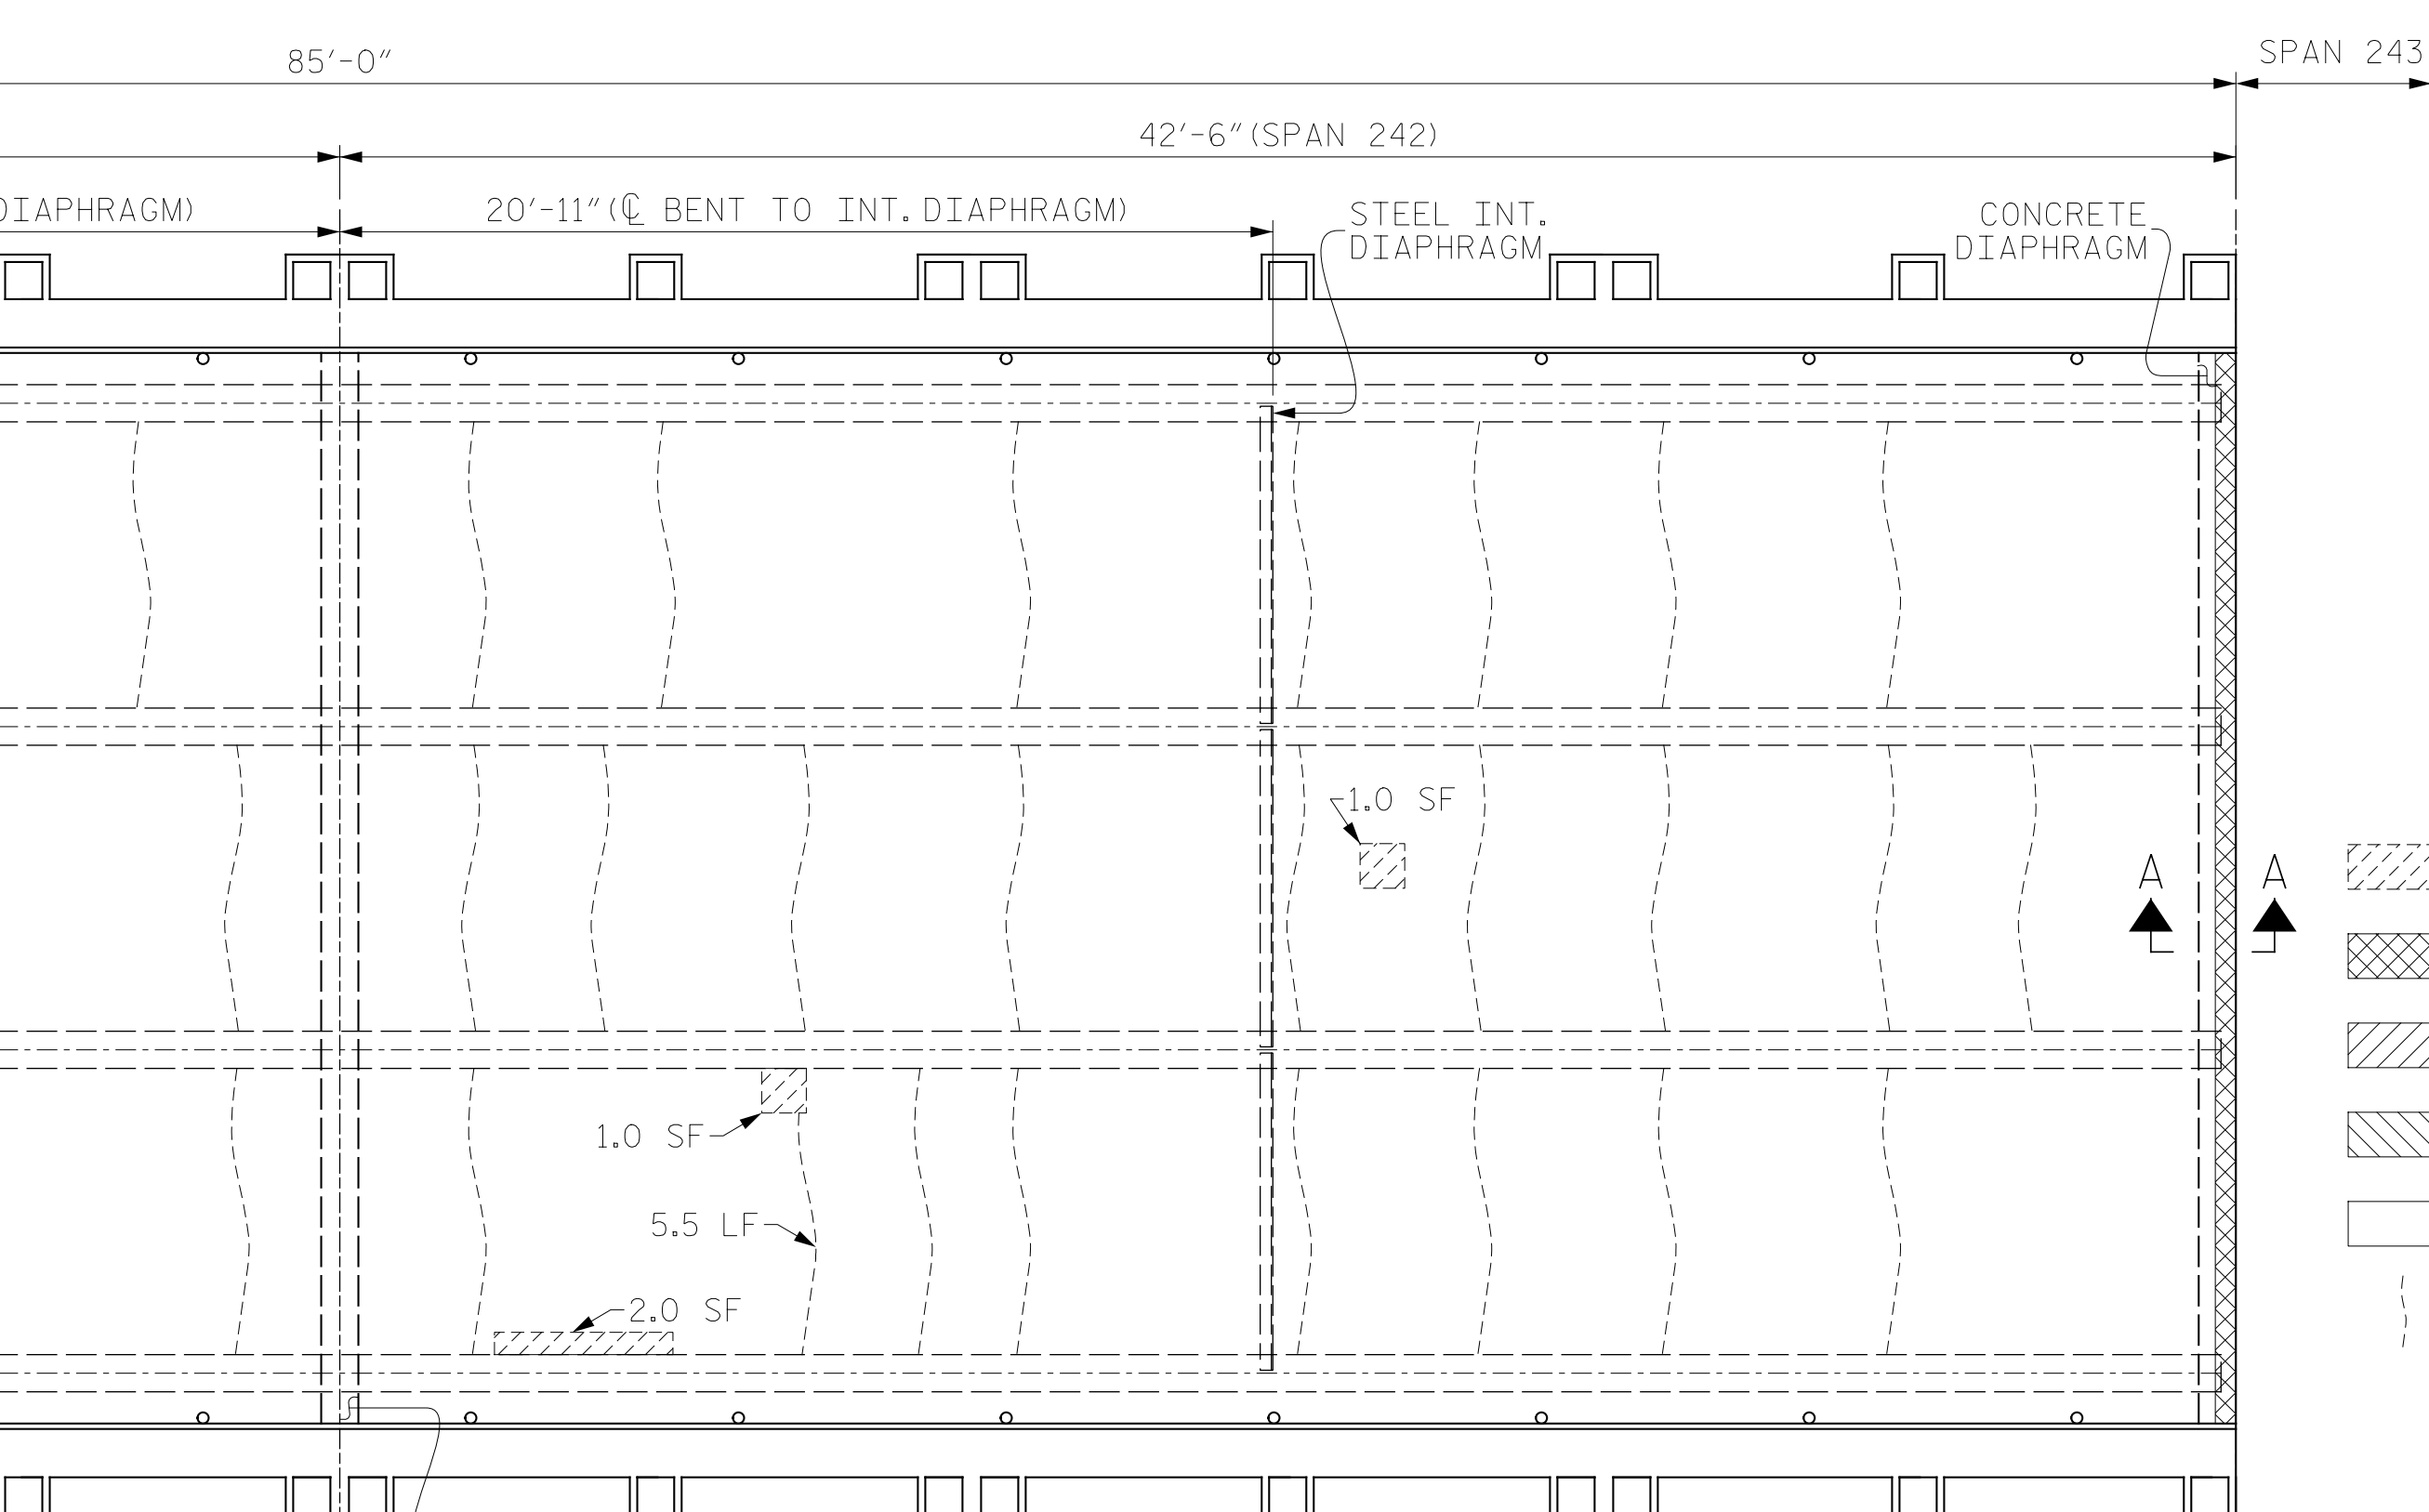 85'-0"
SPAN 243
42'-6"(SPAN 242)
DIAPHRAGM)
20'-11"(℄ BENT TO INT. DIAPHRAGM)
STEEL INT.
DIAPHRAGM
CONCRETE
DIAPHRAGM
1.0 SF
A A
1.0 SF
5.5 LF
2.0 SF